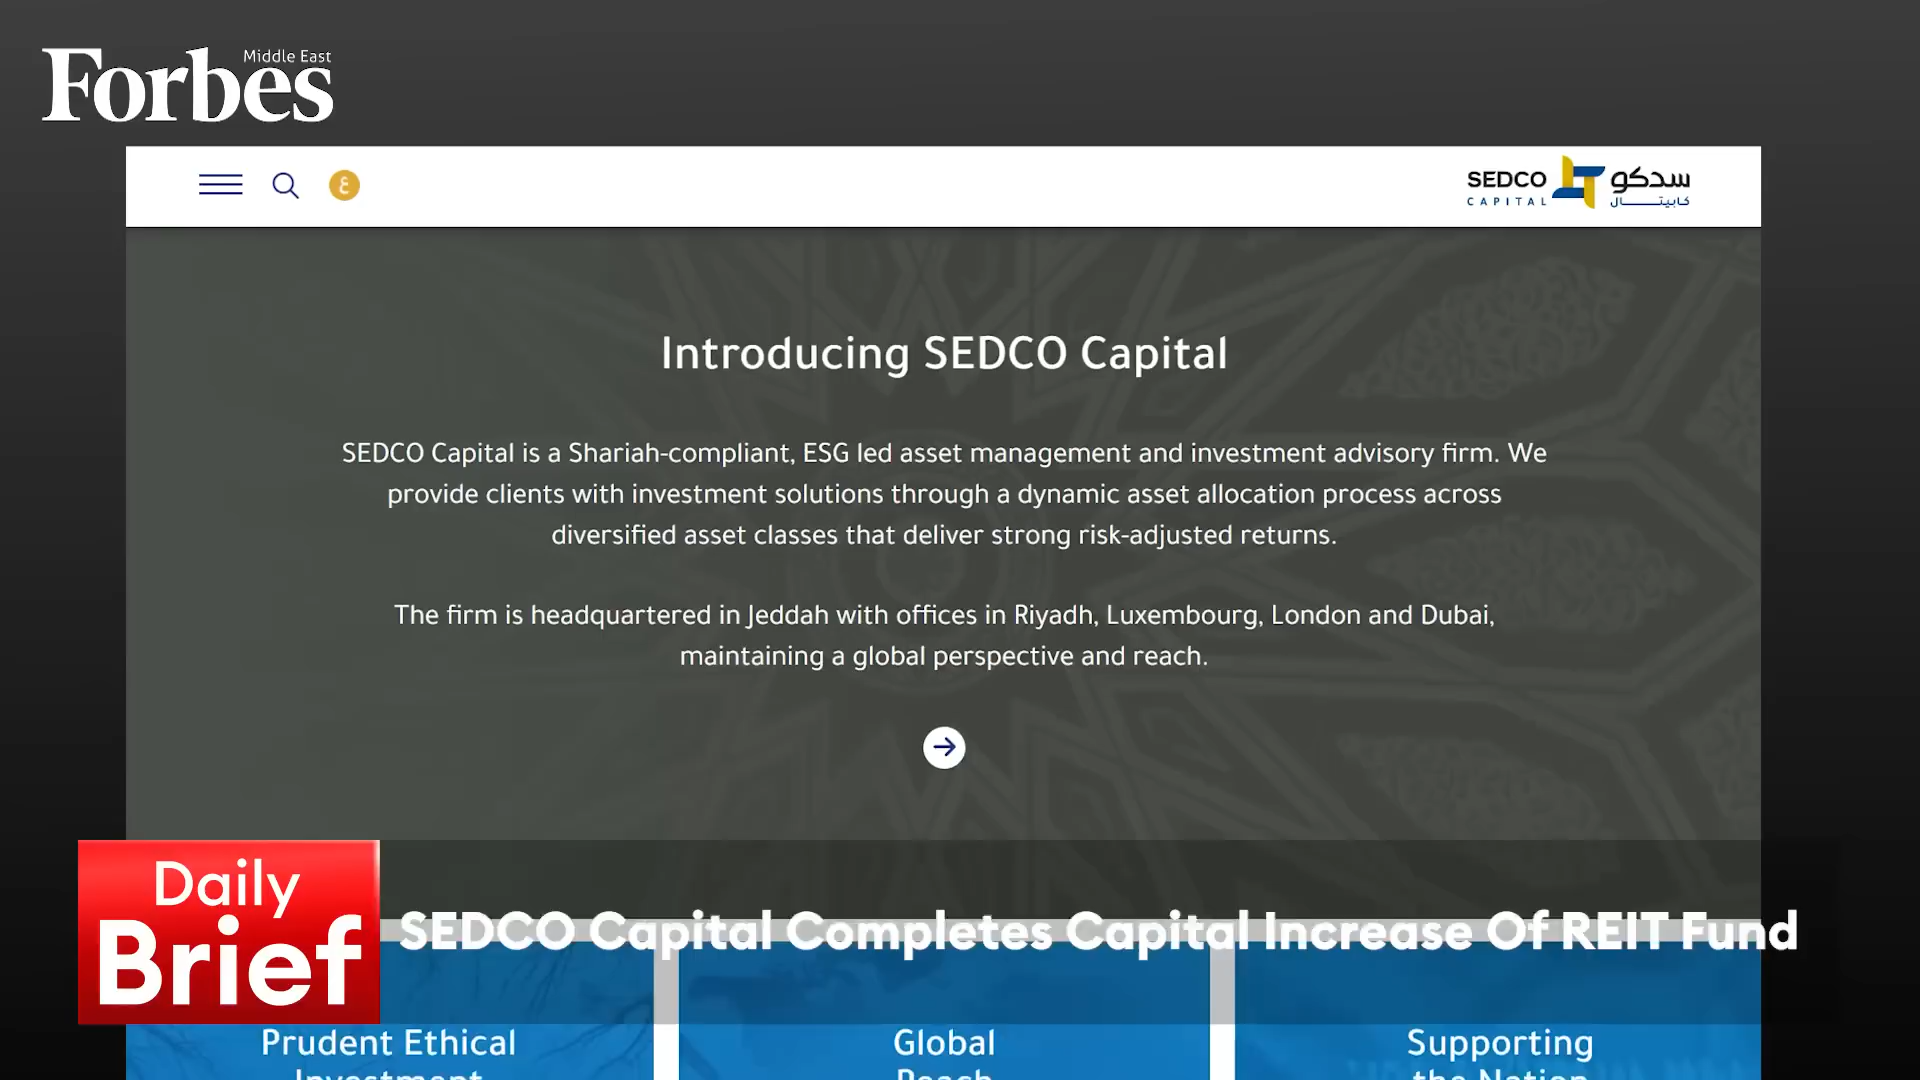 Forbes
Middle East
ع
SEDCO
CAPITAL
سدكو
كابيتال
Introducing SEDCO Capital
SEDCO Capital is a Shariah-compliant, ESG led asset management and investment advisory firm. We
provide clients with investment solutions through a dynamic asset allocation process across
diversified asset classes that deliver strong risk-adjusted returns.
The firm is headquartered in Jeddah with offices in Riyadh, Luxembourg, London and Dubai,
maintaining a global perspective and reach.
Daily
Brief
SEDCO Capital Completes Capital Increase Of REIT Fund
Prudent Ethical
Investment
Global
Reach
Supporting
the Nation